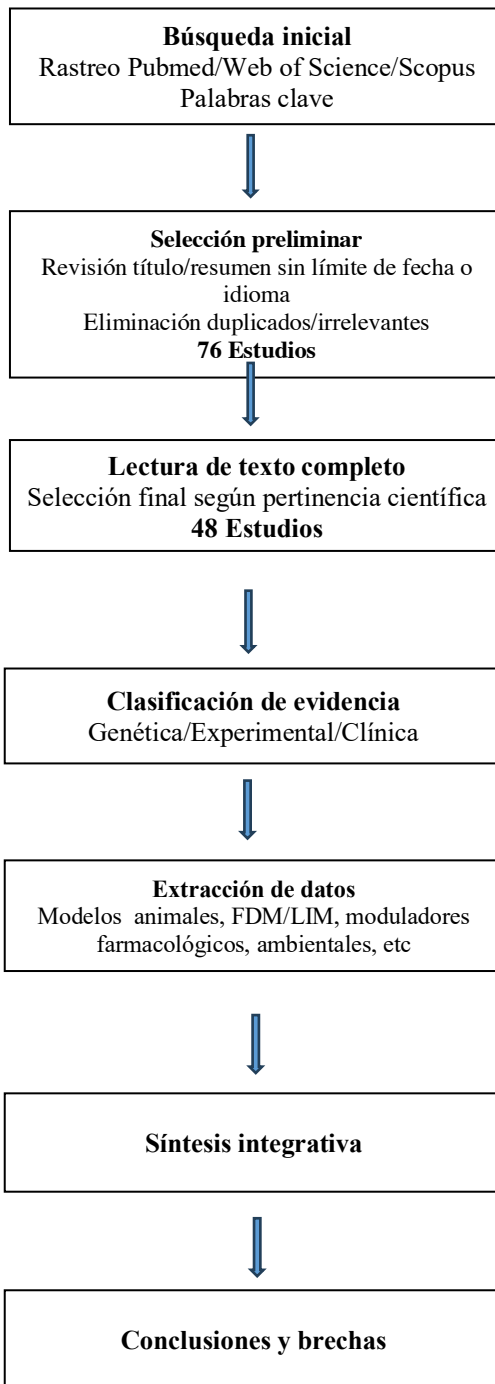 Búsqueda inicial
Rastreo Pubmed/Web of Science/Scopus
Palabras clave
Selección preliminar
Revisión título/resumen sin límite de fecha o
idioma
Eliminación duplicados/irrelevantes
76 Estudios
Lectura de texto completo
Selección final según pertinencia científica
48 Estudios
Clasificación de evidencia
Genética/Experimental/Clínica
Extracción de datos
Modelos animales, FDM/LIM, moduladores
farmacológicos, ambientales, etc
Síntesis integrativa
Conclusiones y brechas